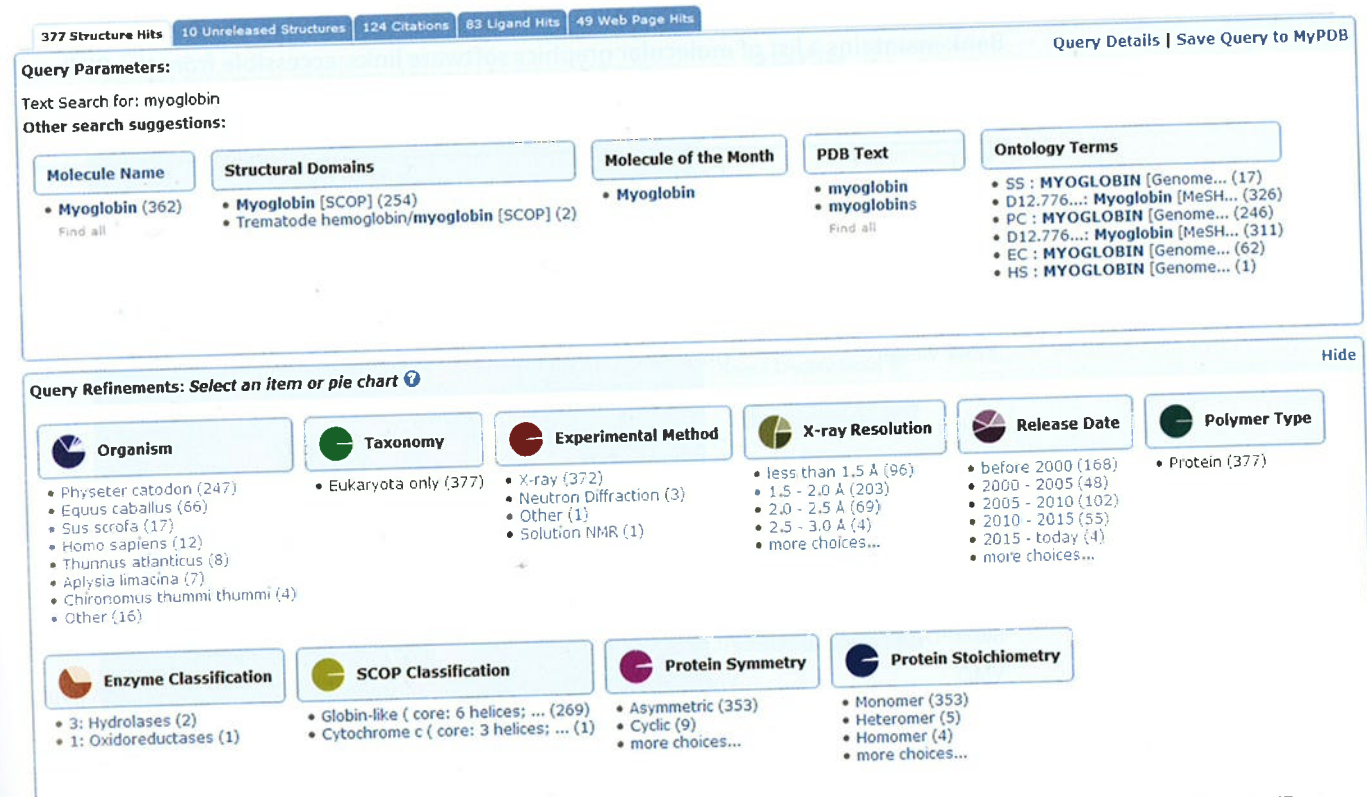 377 Structure Hits
10 Unreleased Structures
124 Citations
83 Ligand Hits
49 Web Page Hits
Query Details | Save Query to MyPDB
Query Parameters:
Text Search for: myoglobin
Other search suggestions:
Molecule Name
• Myoglobin (362)
Find all
Structural Domains
• Myoglobin [SCOP] (254)
• Trematode hemoglobin/myoglobin [SCOP] (2)
Molecule of the Month
• Myoglobin
PDB Text
• myoglobin
• myoglobins
Find all
Ontology Terms
• SS : MYOGLOBIN [Genome... (17)
• D12.776...: Myoglobin [MeSH... (326)
• PC : MYOGLOBIN [Genome... (246)
• D12.776...: Myoglobin [MeSH... (311)
• EC : MYOGLOBIN [Genome... (62)
• HS : MYOGLOBIN [Genome... (1)
Hide
Query Refinements: Select an item or pie chart ?
Organism
• Physeter catodon (247)
• Equus caballus (66)
• Sus scrofa (17)
• Homo sapiens (12)
• Thunnus atlanticus (8)
• Aplysia limacina (7)
• Chironomus thummi thummi (4)
• Other (16)
Taxonomy
• Eukaryota only (377)
Experimental Method
• X-ray (372)
• Neutron Diffraction (3)
• Other (1)
• Solution NMR (1)
X-ray Resolution
• less than 1.5 Å (96)
• 1.5 - 2.0 Å (203)
• 2.0 - 2.5 Å (69)
• 2.5 - 3.0 Å (4)
• more choices...
Release Date
• before 2000 (168)
• 2000 - 2005 (48)
• 2005 - 2010 (102)
• 2010 - 2015 (55)
• 2015 - today (4)
• more choices...
Polymer Type
• Protein (377)
Enzyme Classification
• 3: Hydrolases (2)
• 1: Oxidoreductases (1)
SCOP Classification
• Globin-like ( core: 6 helices; ... (269)
• Cytochrome c ( core: 3 helices; ... (1)
Protein Symmetry
• Asymmetric (353)
• Cyclic (9)
• more choices...
Protein Stoichiometry
• Monomer (353)
• Heteromer (5)
• Homomer (4)
• more choices...